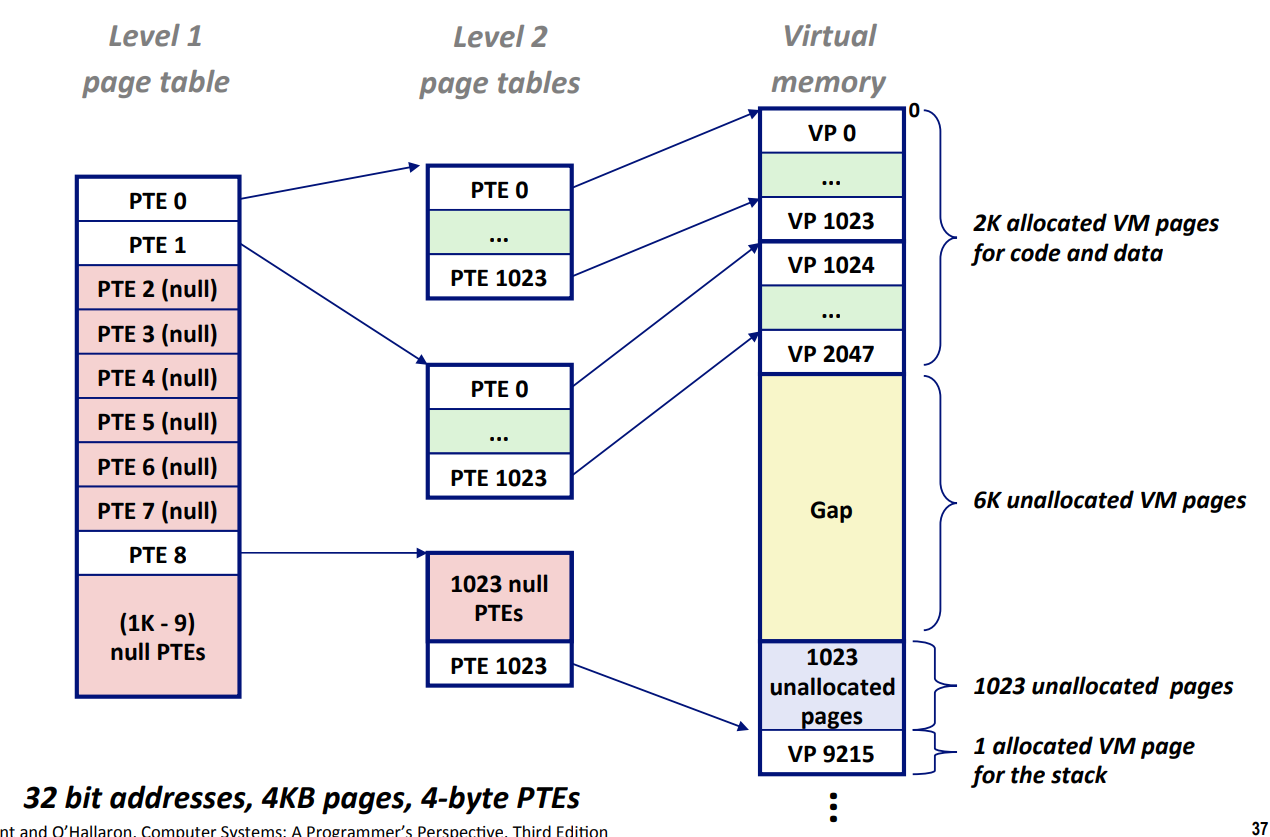 Level 1
page table
Level 2
page tables
Virtual
memory
PTE 0
PTE 1
PTE 2 (null)
PTE 3 (null)
PTE 4 (null)
PTE 5 (null)
PTE 6 (null)
PTE 7 (null)
PTE 8
(1K - 9)
null PTEs
PTE 0
...
PTE 1023
PTE 0
...
PTE 1023
1023 null
PTEs
PTE 1023
0
VP 0
...
VP 1023
VP 1024
...
VP 2047
Gap
1023
unallocated
pages
VP 9215
2K allocated VM pages
for code and data
6K unallocated VM pages
1023 unallocated pages
1 allocated VM page
for the stack
32 bit addresses, 4KB pages, 4-byte PTEs
nt and O'Hallaron, Computer Systems: A Programmer's Perspective, Third Edition
37